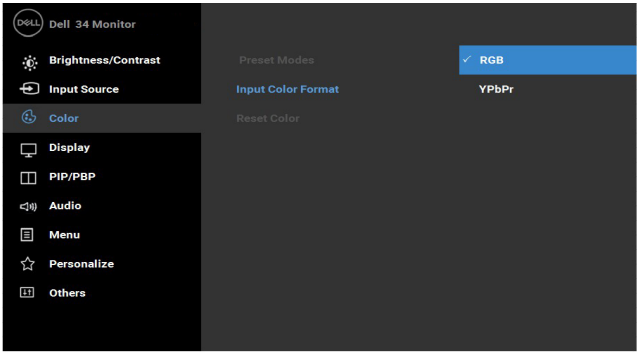 DELL Dell 34 Monitor
Brightness/Contrast Preset Modes ✓ RGB
Input Source Input Color Format YPbPr
Color Reset Color
Display
PIP/PBP
Audio
Menu
Personalize
Others